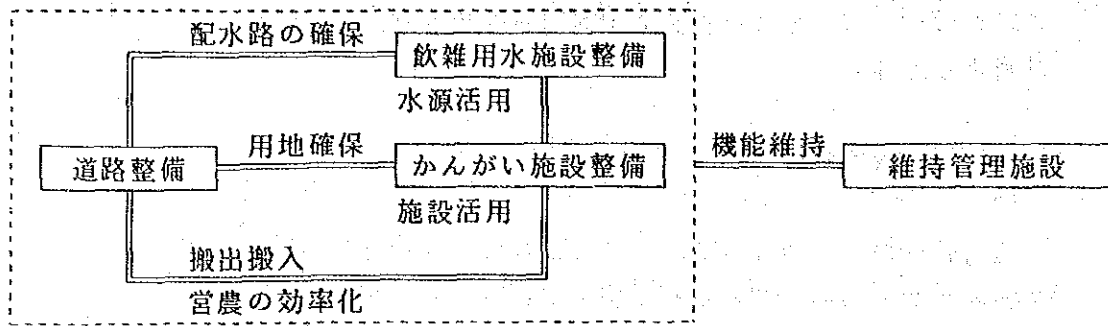 配水路の確保
飲雑用水施設整備
水源活用
用地確保
機能維持
道路整備
かんがい施設整備
維持管理施設
施設活用
搬出搬入
営農の効率化